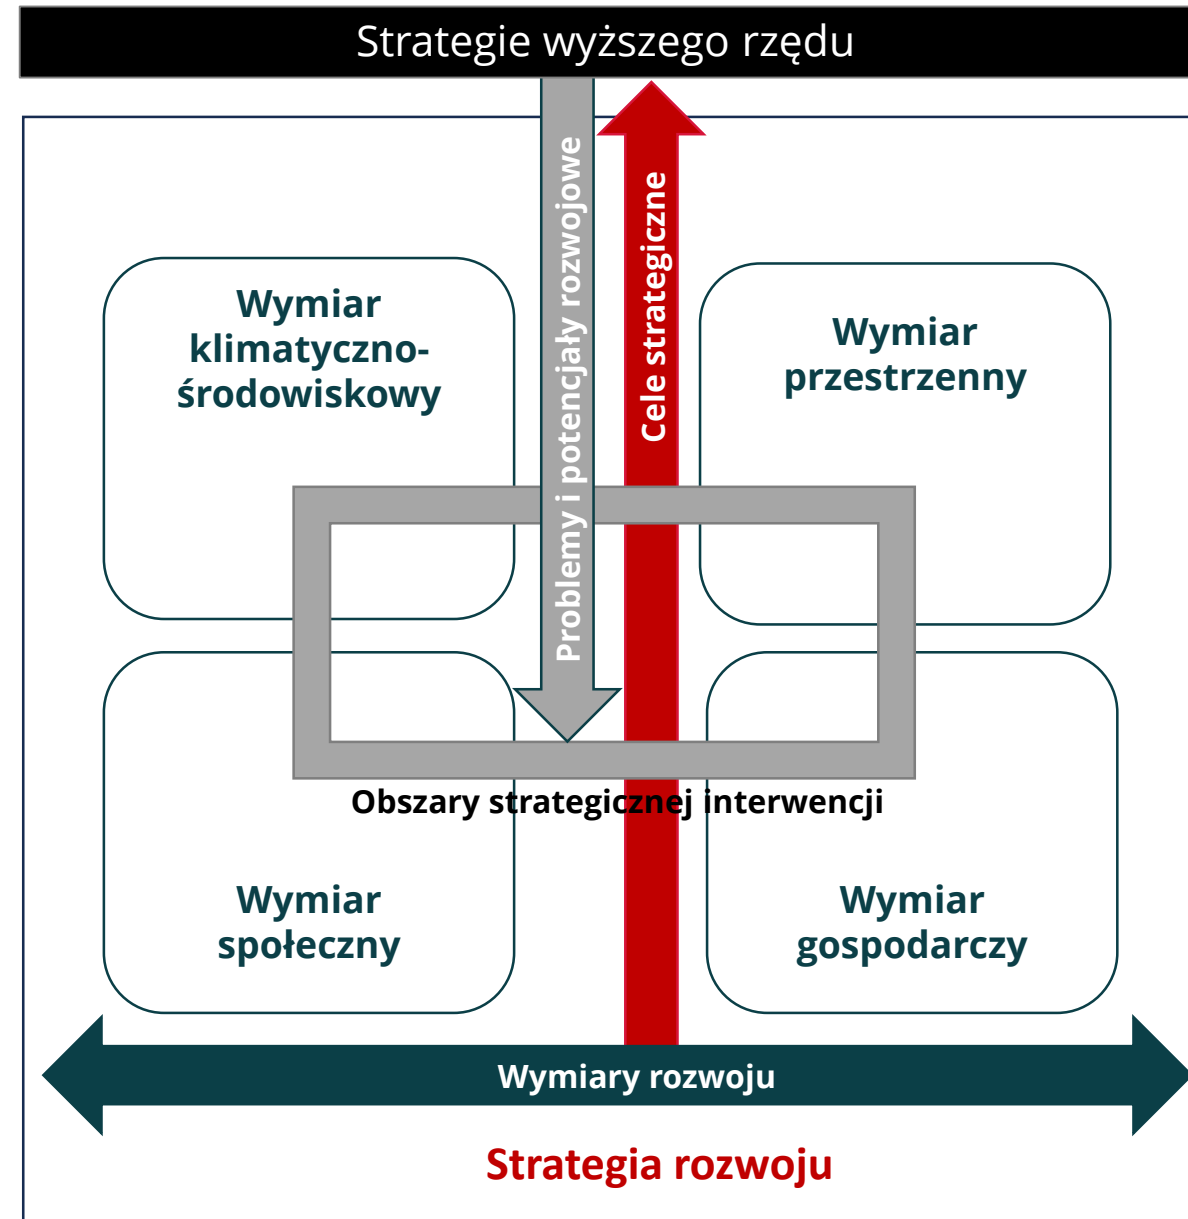 Strategie wyższego rzędu
Problemy i potencjały rozwojowe
Cele strategiczne
Wymiar
klimatyczno-
środowiskowy
Wymiar
przestrzenny
Obszary strategicznej interwencji
Wymiar
społeczny
Wymiar
gospodarczy
Wymiary rozwoju
Strategia rozwoju